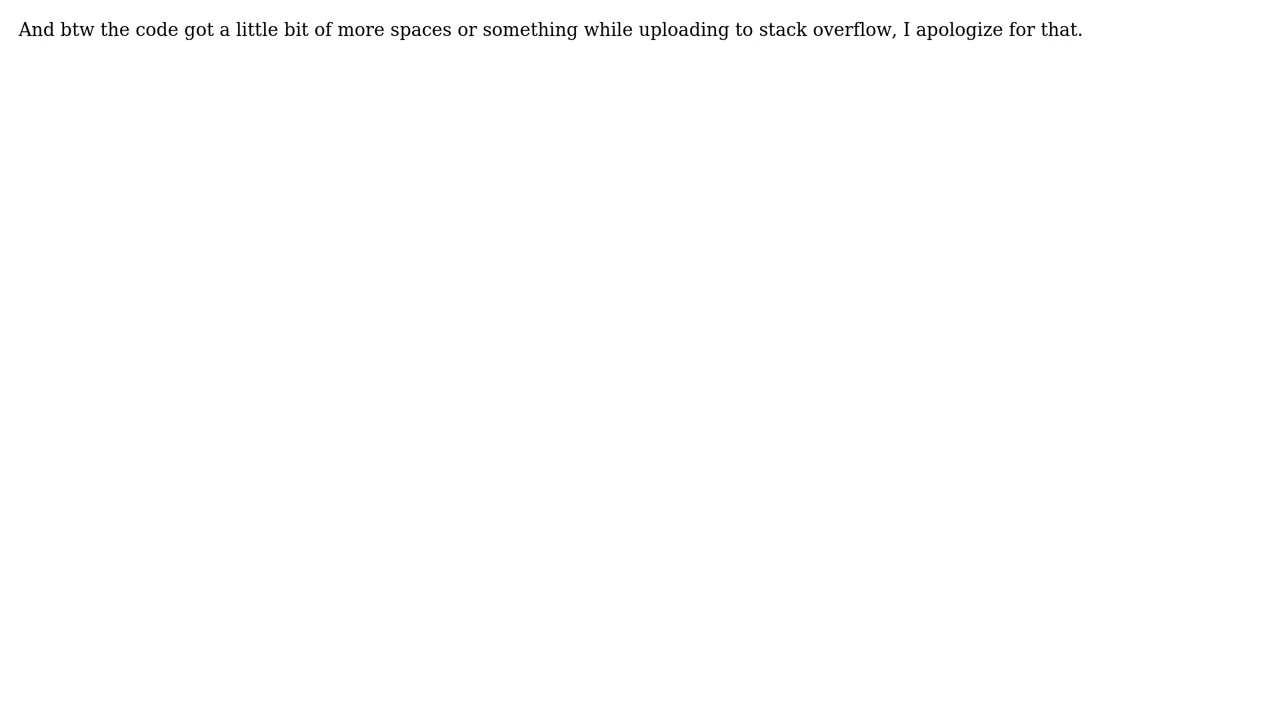 And btw the code got a little bit of more spaces or something while uploading to stack overflow, I apologize for that.